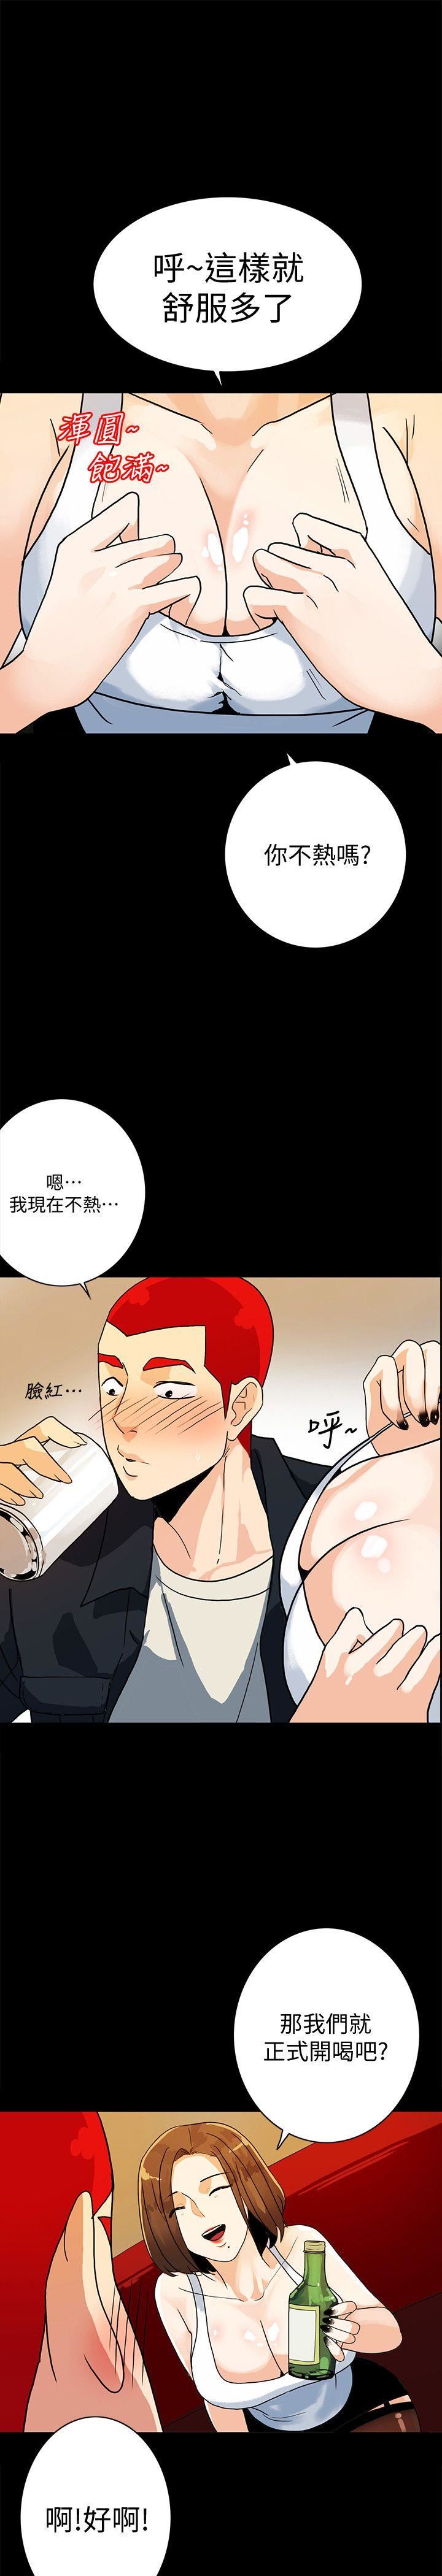 呼~這樣就
舒服多了
渾圓~
飽滿~
你不熱嗎?
嗯…
我現在不熱…
臉紅…
呼~
那我們就
正式開喝吧?
啊!好啊!